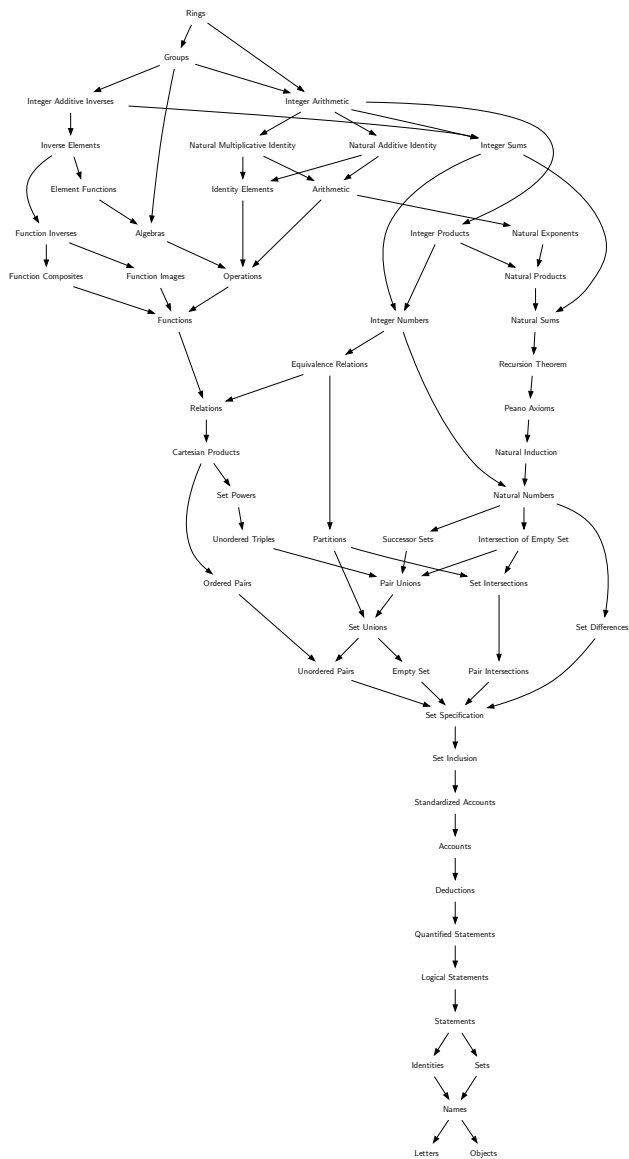 Rings
Groups
Integer Additive Inverses
Integer Arithmetic
Inverse Elements
Natural Multiplicative Identity
Natural Additive Identity
Integer Sums
Element Functions
Identity Elements
Arithmetic
Function Inverses
Algebras
Integer Products
Natural Exponents
Function Composites
Function Images
Operations
Natural Products
Functions
Integer Numbers
Natural Sums
Equivalence Relations
Recursion Theorem
Relations
Peano Axioms
Cartesian Products
Natural Induction
Set Powers
Natural Numbers
Unordered Triples
Partitions
Successor Sets
Intersection of Empty Set
Ordered Pairs
Pair Unions
Set Intersections
Set Unions
Set Differences
Unordered Pairs
Empty Set
Pair Intersections
Set Specification
Set Inclusion
Standardized Accounts
Accounts
Deductions
Quantified Statements
Logical Statements
Statements
Identities
Sets
Names
Letters
Objects